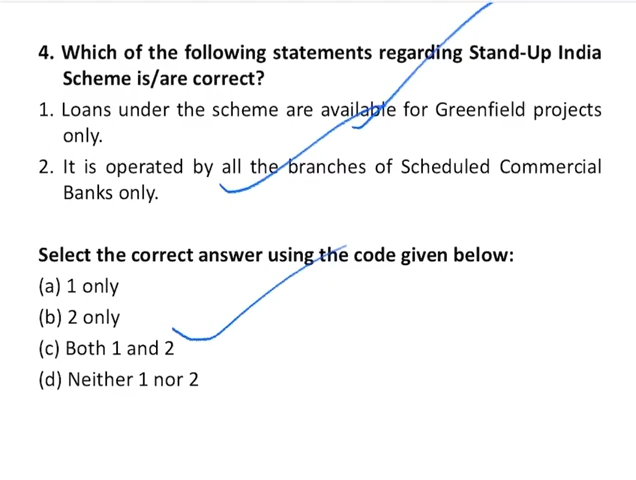 4. Which of the following statements regarding Stand-Up India
Scheme is/are correct?
1. Loans under the scheme are available for Greenfield projects
only.
2. It is operated by all the branches of Scheduled Commercial
Banks only.
Select the correct answer using the code given below:
(a) 1 only
(b) 2 only
(c) Both 1 and 2
(d) Neither 1 nor 2